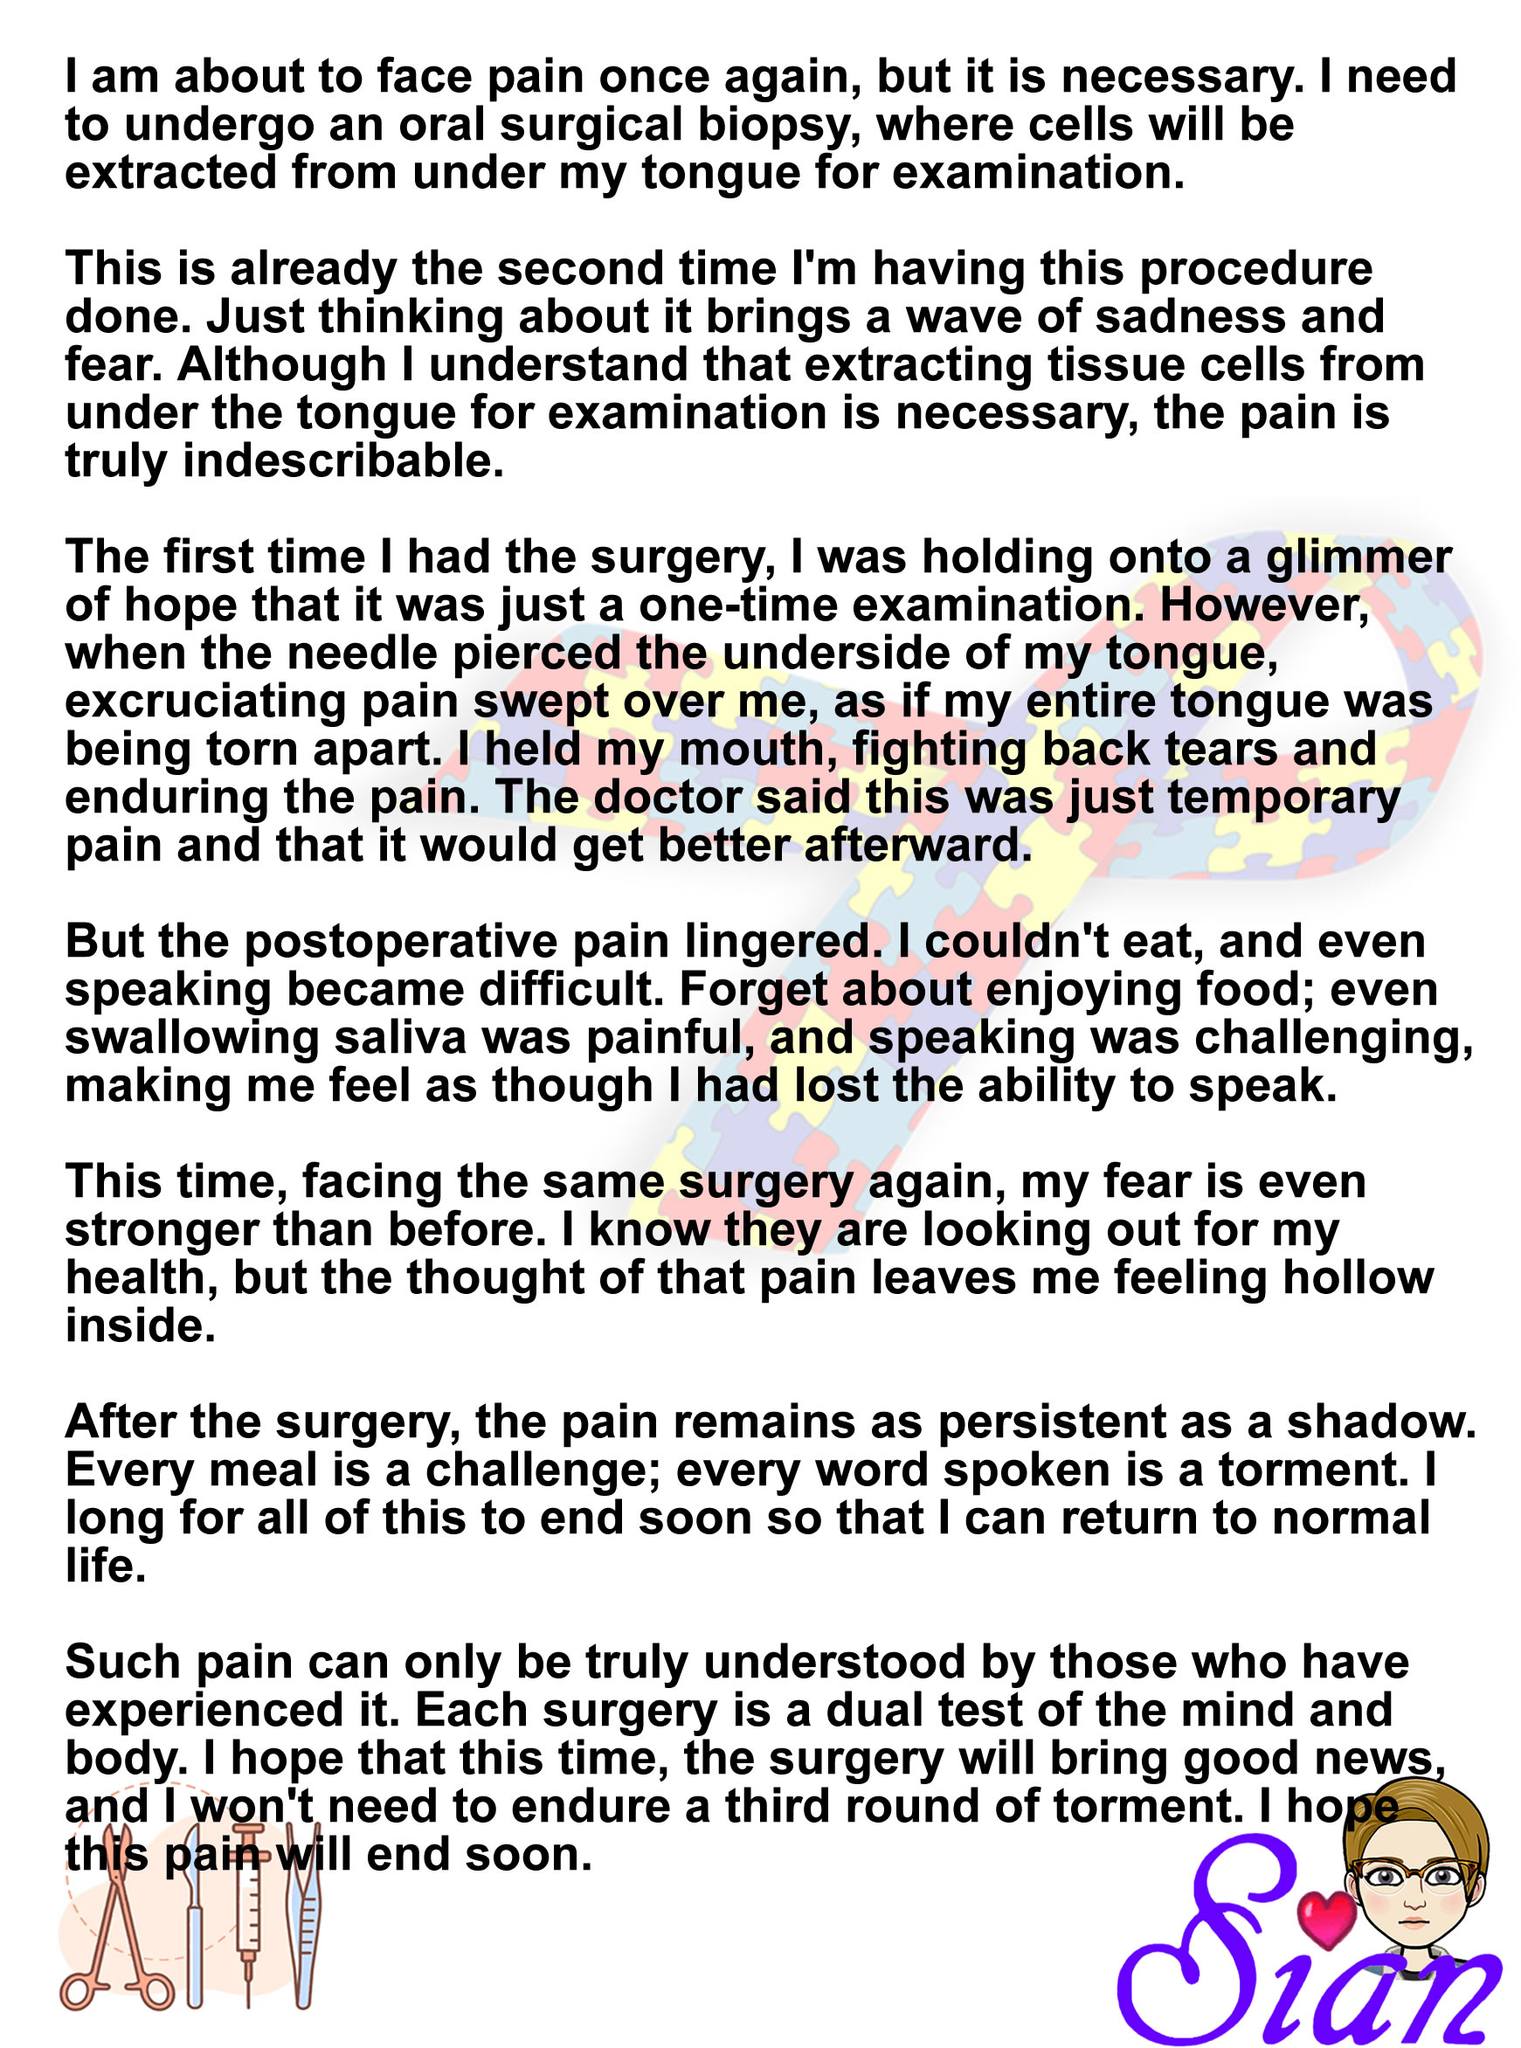 I am about to face pain once again, but it is necessary. I need
to undergo an oral surgical biopsy, where cells will be
extracted from under my tongue for examination.
This is already the second time I'm having this procedure
done. Just thinking about it brings a wave of sadness and
fear. Although I understand that extracting tissue cells from
under the tongue for examination is necessary, the pain is
truly indescribable.
The first time I had the surgery, I was holding onto a glimmer
of hope that it was just a one-time examination. However,
when the needle pierced the underside of my tongue,
excruciating pain swept over me, as if my entire tongue was
being torn apart. I held my mouth, fighting back tears and
enduring the pain. The doctor said this was just temporary
pain and that it would get better afterward.
But the postoperative pain lingered. I couldn't eat, and even
speaking became difficult. Forget about enjoying food; even
swallowing saliva was painful, and speaking was challenging,
making me feel as though I had lost the ability to speak.
This time, facing the same surgery again, my fear is even
stronger than before. I know they are looking out for my
health, but the thought of that pain leaves me feeling hollow
inside.
After the surgery, the pain remains as persistent as a shadow.
Every meal is a challenge; every word spoken is a torment. I
long for all of this to end soon so that I can return to normal
life.
Such pain can only be truly understood by those who have
experienced it. Each surgery is a dual test of the mind and
body. I hope that this time, the surgery will bring good news,
and I won't need to endure a third round of torment. I hope
this pain will end soon.
Sian